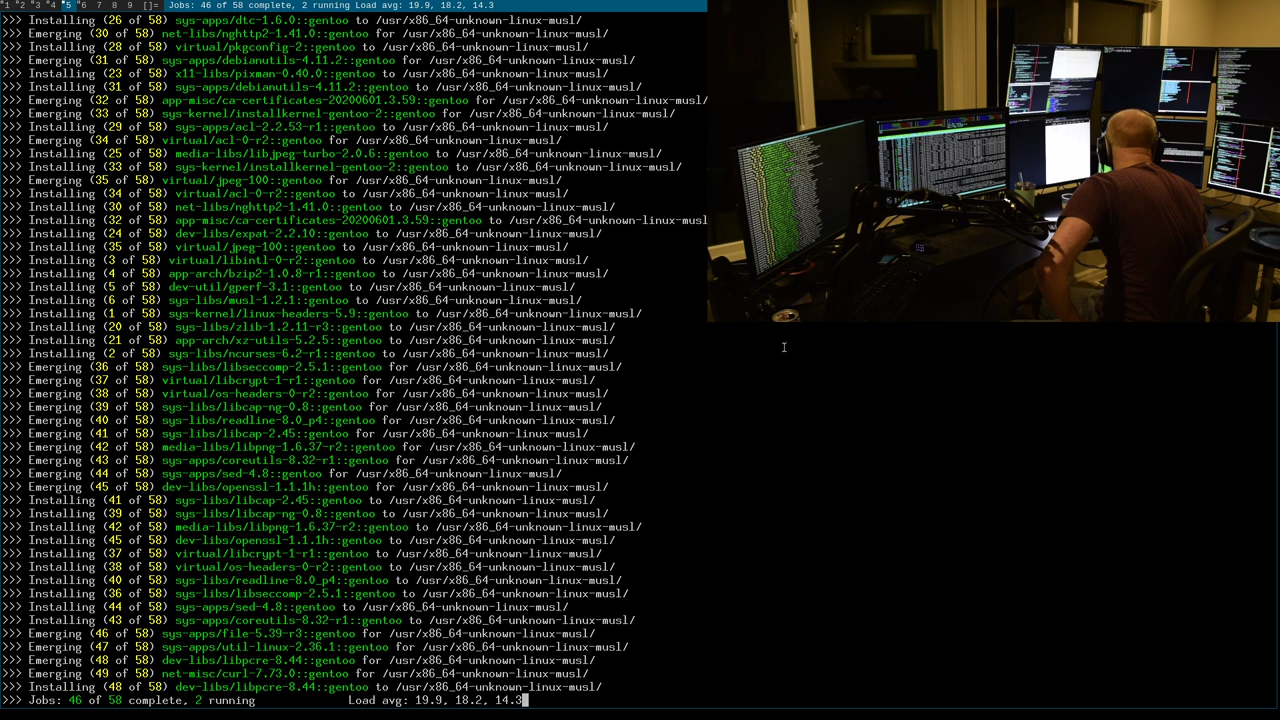 °1 °2 °3 °4 °5 °6 7 8 9 []= Jobs: 46 of 58 complete, 2 running Load avg: 19.9, 18.2, 14.3
>>> Installing (26 of 58) sys-apps/dtc-1.6.0::gentoo to /usr/x86_64-unknown-linux-musl/
>>> Emerging (30 of 58) net-libs/nghttp2-1.41.0::gentoo for /usr/x86_64-unknown-linux-musl/
>>> Installing (28 of 58) virtual/pkgconfig-2::gentoo to /usr/x86_64-unknown-linux-musl/
>>> Emerging (31 of 58) sys-apps/debianutils-4.11.2::gentoo for /usr/x86_64-unknown-linux-musl/
>>> Installing (23 of 58) x11-libs/pixman-0.40.0::gentoo to /usr/x86_64-unknown-linux-musl/
>>> Installing (31 of 58) sys-apps/debianutils-4.11.2::gentoo to /usr/x86_64-unknown-linux-musl/
>>> Emerging (32 of 58) app-misc/ca-certificates-20200601.3.59::gentoo for /usr/x86_64-unknown-linux-musl/
>>> Emerging (33 of 58) sys-kernel/installkernel-gentoo-2::gentoo for /usr/x86_64-unknown-linux-musl/
>>> Installing (29 of 58) sys-apps/acl-2.2.53-r1::gentoo to /usr/x86_64-unknown-linux-musl/
>>> Emerging (34 of 58) virtual/acl-0-r2::gentoo for /usr/x86_64-unknown-linux-musl/
>>> Installing (25 of 58) media-libs/libjpeg-turbo-2.0.6::gentoo to /usr/x86_64-unknown-linux-musl/
>>> Installing (33 of 58) sys-kernel/installkernel-gentoo-2::gentoo to /usr/x86_64-unknown-linux-musl/
>>> Emerging (35 of 58) virtual/jpeg-100::gentoo for /usr/x86_64-unknown-linux-musl/
>>> Installing (34 of 58) virtual/acl-0-r2::gentoo to /usr/x86_64-unknown-linux-musl/
>>> Installing (30 of 58) net-libs/nghttp2-1.41.0::gentoo to /usr/x86_64-unknown-linux-musl/
>>> Installing (32 of 58) app-misc/ca-certificates-20200601.3.59::gentoo to /usr/x86_64-unknown-linux-musl
>>> Installing (24 of 58) dev-libs/expat-2.2.10::gentoo to /usr/x86_64-unknown-linux-musl/
>>> Installing (35 of 58) virtual/jpeg-100::gentoo to /usr/x86_64-unknown-linux-musl/
>>> Installing (3 of 58) virtual/libintl-0-r2::gentoo to /usr/x86_64-unknown-linux-musl/
>>> Installing (4 of 58) app-arch/bzip2-1.0.8-r1::gentoo to /usr/x86_64-unknown-linux-musl/
>>> Installing (5 of 58) dev-util/gperf-3.1::gentoo to /usr/x86_64-unknown-linux-musl/
>>> Installing (6 of 58) sys-libs/musl-1.2.1::gentoo to /usr/x86_64-unknown-linux-musl/
>>> Installing (1 of 58) sys-kernel/linux-headers-5.9::gentoo to /usr/x86_64-unknown-linux-musl/
>>> Installing (20 of 58) sys-libs/zlib-1.2.11-r3::gentoo to /usr/x86_64-unknown-linux-musl/
>>> Installing (21 of 58) app-arch/xz-utils-5.2.5::gentoo to /usr/x86_64-unknown-linux-musl/
>>> Installing (2 of 58) sys-libs/ncurses-6.2-r1::gentoo to /usr/x86_64-unknown-linux-musl/
>>> Emerging (36 of 58) sys-libs/libseccomp-2.5.1::gentoo for /usr/x86_64-unknown-linux-musl/
>>> Emerging (37 of 58) virtual/libcrypt-1-r1::gentoo for /usr/x86_64-unknown-linux-musl/
>>> Emerging (38 of 58) virtual/os-headers-0-r2::gentoo for /usr/x86_64-unknown-linux-musl/
>>> Emerging (39 of 58) sys-libs/libcap-ng-0.8::gentoo for /usr/x86_64-unknown-linux-musl/
>>> Emerging (40 of 58) sys-libs/readline-8.0_p4::gentoo for /usr/x86_64-unknown-linux-musl/
>>> Emerging (41 of 58) sys-libs/libcap-2.45::gentoo for /usr/x86_64-unknown-linux-musl/
>>> Emerging (42 of 58) media-libs/libpng-1.6.37-r2::gentoo for /usr/x86_64-unknown-linux-musl/
>>> Emerging (43 of 58) sys-apps/coreutils-8.32-r1::gentoo for /usr/x86_64-unknown-linux-musl/
>>> Emerging (44 of 58) sys-apps/sed-4.8::gentoo for /usr/x86_64-unknown-linux-musl/
>>> Emerging (45 of 58) dev-libs/openssl-1.1.1h::gentoo for /usr/x86_64-unknown-linux-musl/
>>> Installing (41 of 58) sys-libs/libcap-2.45::gentoo to /usr/x86_64-unknown-linux-musl/
>>> Installing (39 of 58) sys-libs/libcap-ng-0.8::gentoo to /usr/x86_64-unknown-linux-musl/
>>> Installing (42 of 58) media-libs/libpng-1.6.37-r2::gentoo to /usr/x86_64-unknown-linux-musl/
>>> Installing (45 of 58) dev-libs/openssl-1.1.1h::gentoo to /usr/x86_64-unknown-linux-musl/
>>> Installing (37 of 58) virtual/libcrypt-1-r1::gentoo to /usr/x86_64-unknown-linux-musl/
>>> Installing (38 of 58) virtual/os-headers-0-r2::gentoo to /usr/x86_64-unknown-linux-musl/
>>> Installing (40 of 58) sys-libs/readline-8.0_p4::gentoo to /usr/x86_64-unknown-linux-musl/
>>> Installing (36 of 58) sys-libs/libseccomp-2.5.1::gentoo to /usr/x86_64-unknown-linux-musl/
>>> Installing (44 of 58) sys-apps/sed-4.8::gentoo to /usr/x86_64-unknown-linux-musl/
>>> Installing (43 of 58) sys-apps/coreutils-8.32-r1::gentoo to /usr/x86_64-unknown-linux-musl/
>>> Emerging (46 of 58) sys-apps/file-5.39-r3::gentoo for /usr/x86_64-unknown-linux-musl/
>>> Emerging (47 of 58) sys-apps/util-linux-2.36.1::gentoo for /usr/x86_64-unknown-linux-musl/
>>> Emerging (48 of 58) dev-libs/libpcre-8.44::gentoo for /usr/x86_64-unknown-linux-musl/
>>> Emerging (49 of 58) net-misc/curl-7.73.0::gentoo for /usr/x86_64-unknown-linux-musl/
>>> Installing (48 of 58) dev-libs/libpcre-8.44::gentoo to /usr/x86_64-unknown-linux-musl/
>>> Jobs: 46 of 58 complete, 2 running Load avg: 19.9, 18.2, 14.3